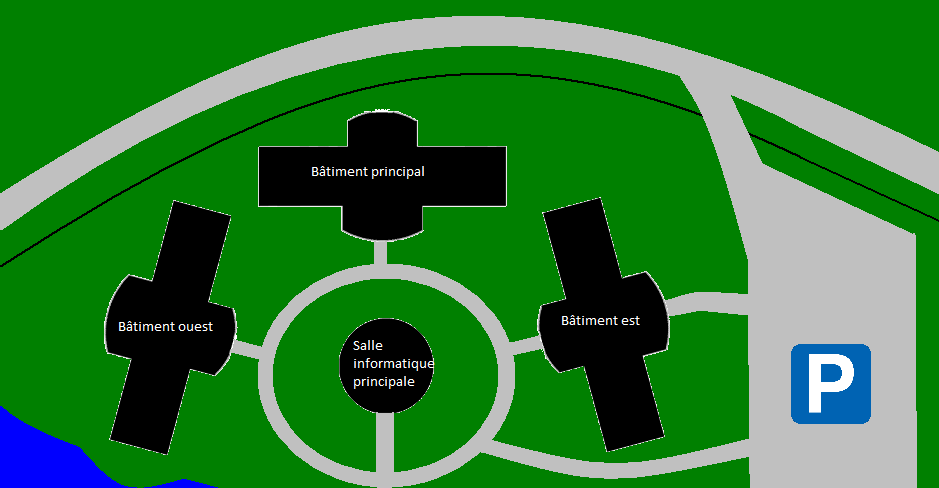 Bâtiment principal
Bâtiment ouest
Bâtiment est
Salle
informatique
principale
P